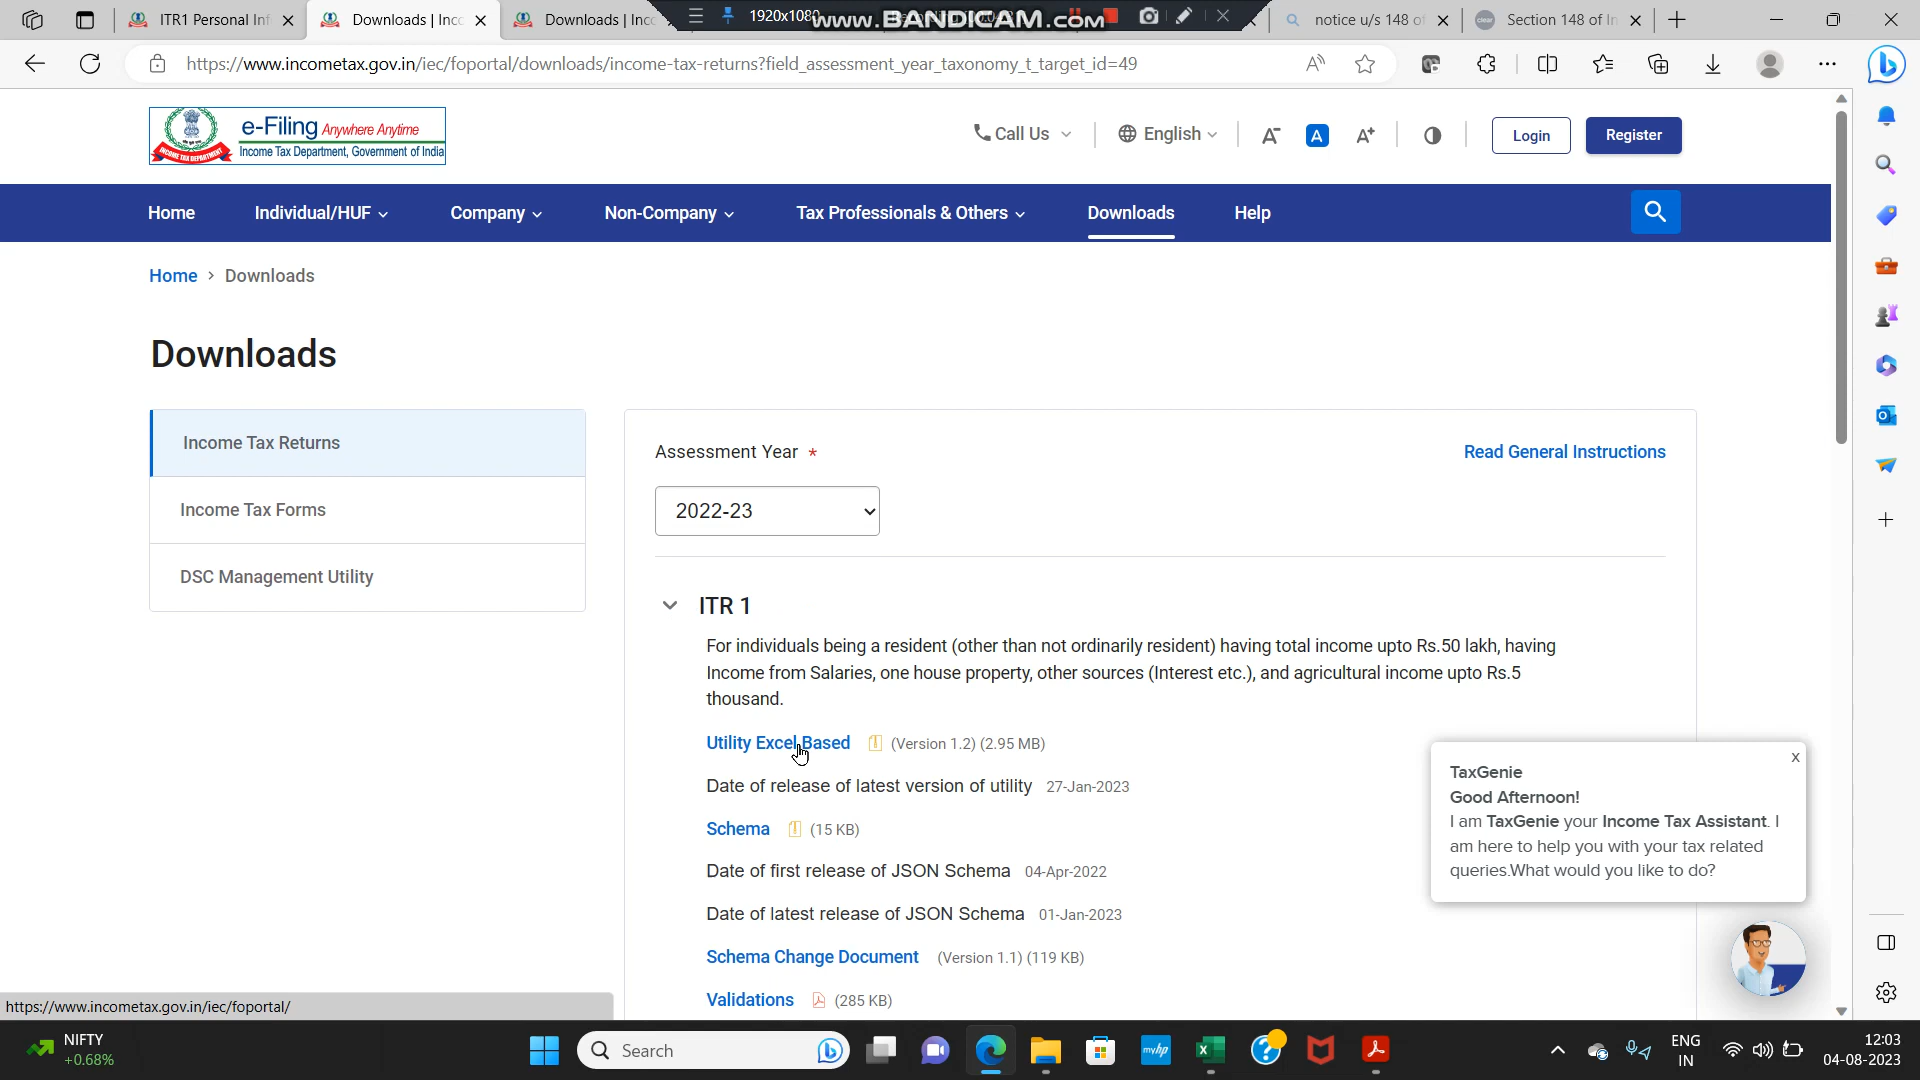 ITR1 Personal Inf
Downloads | Inco
Downloads | Inc
1920x1080
www.BANDICAM.com
notice u/s 148 of
Section 148 of In
https://www.incometax.gov.in/iec/foportal/downloads/income-tax-returns?field_assessment_year_taxonomy_t_target_id=49
e-Filing Anywhere Anytime
Income Tax Department, Government of India
INCOME TAX DEPARTMENT
Call Us
English
A-
A
A+
Login
Register
Home
Individual/HUF
Company
Non-Company
Tax Professionals & Others
Downloads
Help
Home > Downloads
Downloads
Income Tax Returns
Income Tax Forms
DSC Management Utility
Assessment Year *
Read General Instructions
2022-23
ITR 1
For individuals being a resident (other than not ordinarily resident) having total income upto Rs.50 lakh, having
Income from Salaries, one house property, other sources (Interest etc.), and agricultural income upto Rs.5
thousand.
Utility Excel Based (Version 1.2) (2.95 MB)
Date of release of latest version of utility 27-Jan-2023
Schema (15 KB)
Date of first release of JSON Schema 04-Apr-2022
Date of latest release of JSON Schema 01-Jan-2023
Schema Change Document (Version 1.1) (119 KB)
Validations (285 KB)
x
TaxGenie
Good Afternoon!
I am TaxGenie your Income Tax Assistant. I
am here to help you with your tax related
queries.What would you like to do?
https://www.incometax.gov.in/iec/foportal/
NIFTY
+0.68%
Search
myhp
ENG
IN
12:03
04-08-2023